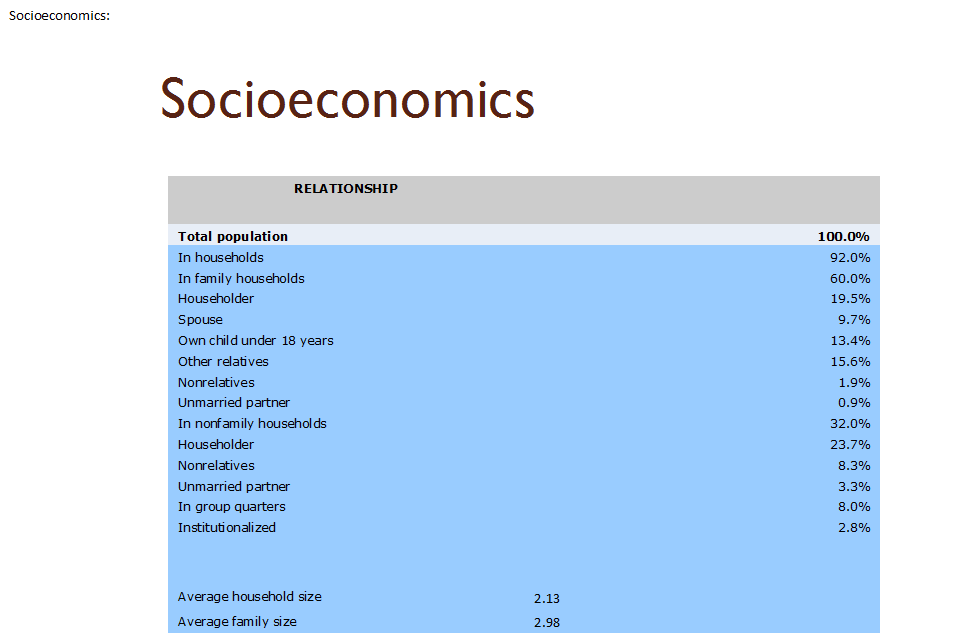 Socioeconomics:
Socioeconomics
RELATIONSHIP
Total population 100.0%
In households 92.0%
In family households 60.0%
Householder 19.5%
Spouse 9.7%
Own child under 18 years 13.4%
Other relatives 15.6%
Nonrelatives 1.9%
Unmarried partner 0.9%
In nonfamily households 32.0%
Householder 23.7%
Nonrelatives 8.3%
Unmarried partner 3.3%
In group quarters 8.0%
Institutionalized 2.8%
Average household size 2.13
Average family size 2.98